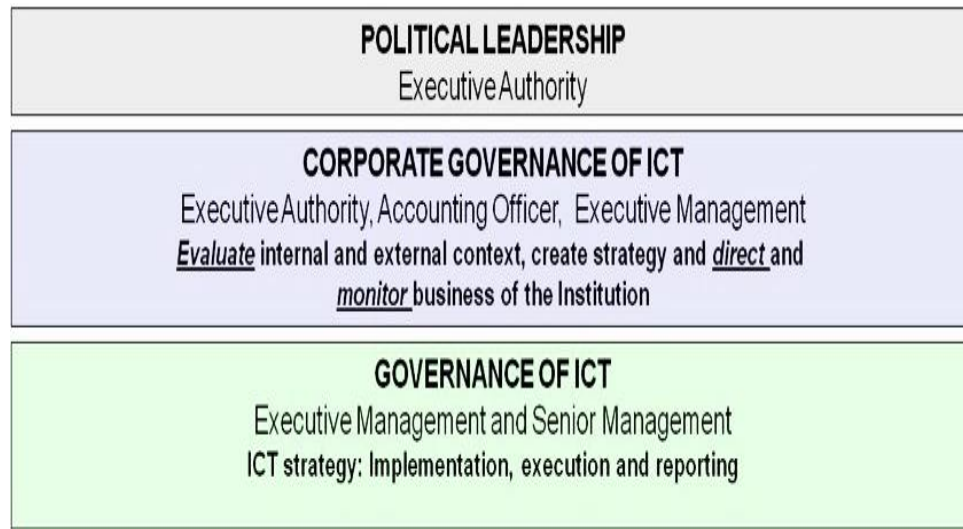 POLITICAL LEADERSHIP
Executive Authority
CORPORATE GOVERNANCE OF ICT
Executive Authority, Accounting Officer, Executive Management
Evaluate internal and external context, create strategy and direct and
monitor business of the Institution
GOVERNANCE OF ICT
Executive Management and Senior Management
ICT strategy: Implementation, execution and reporting